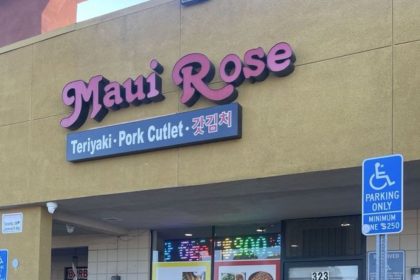 Maui Rose
Teriyaki · Pork Cutlet · 갓김치
PARKING
ONLY
MINIMUM
FINE $250
323